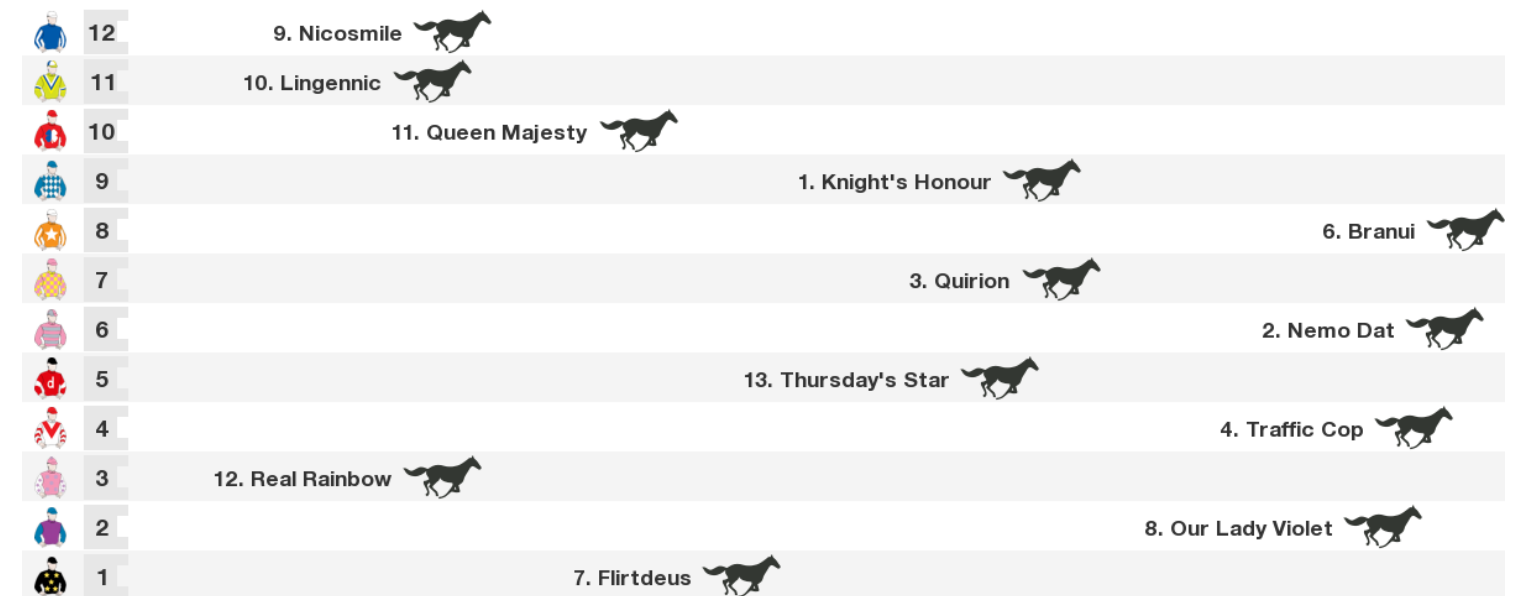 12 9. Nicosmile
11 10. Lingennic
10 11. Queen Majesty
9 1. Knight's Honour
8 6. Branui
7 3. Quirion
6 2. Nemo Dat
d 5 13. Thursday's Star
4 4. Traffic Cop
3 12. Real Rainbow
2 8. Our Lady Violet
1 7. Flirtdeus